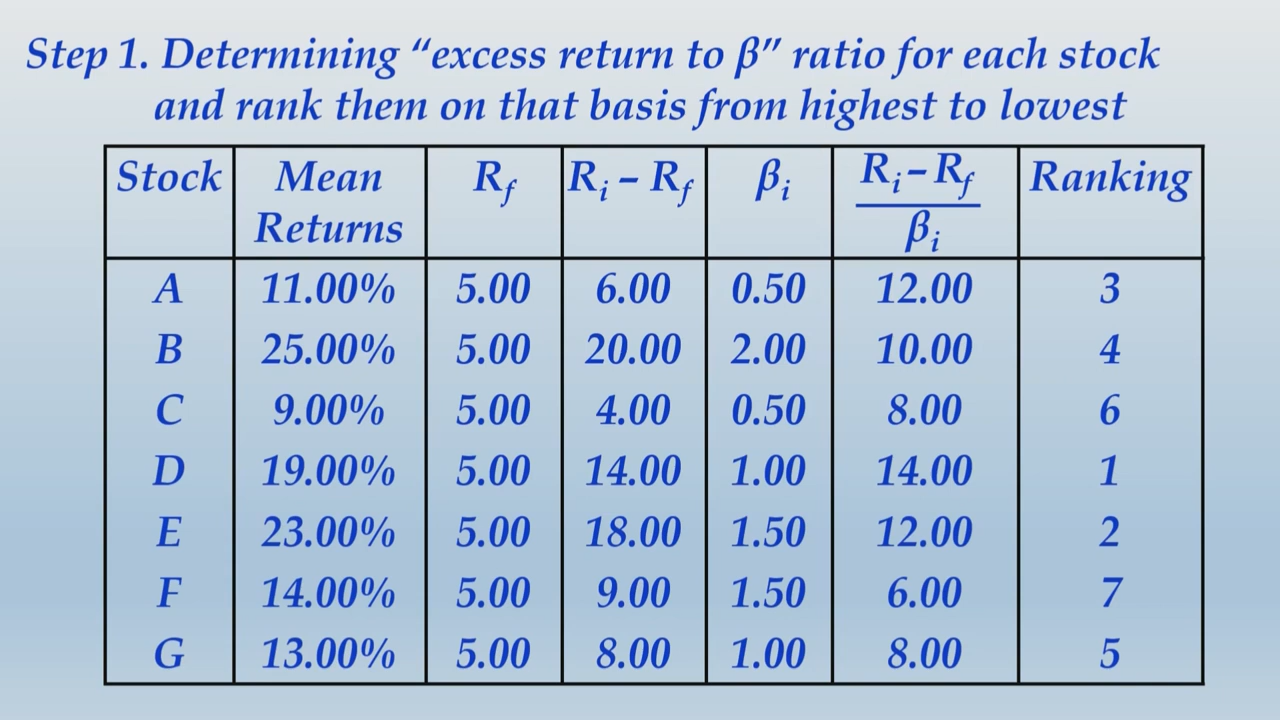 Step 1. Determining “excess return to β” ratio for each stock
and rank them on that basis from highest to lowest
Stock Mean Returns Rf Ri – Rf βi Ri – Rf / βi Ranking
A 11.00% 5.00 6.00 0.50 12.00 3
B 25.00% 5.00 20.00 2.00 10.00 4
C 9.00% 5.00 4.00 0.50 8.00 6
D 19.00% 5.00 14.00 1.00 14.00 1
E 23.00% 5.00 18.00 1.50 12.00 2
F 14.00% 5.00 9.00 1.50 6.00 7
G 13.00% 5.00 8.00 1.00 8.00 5